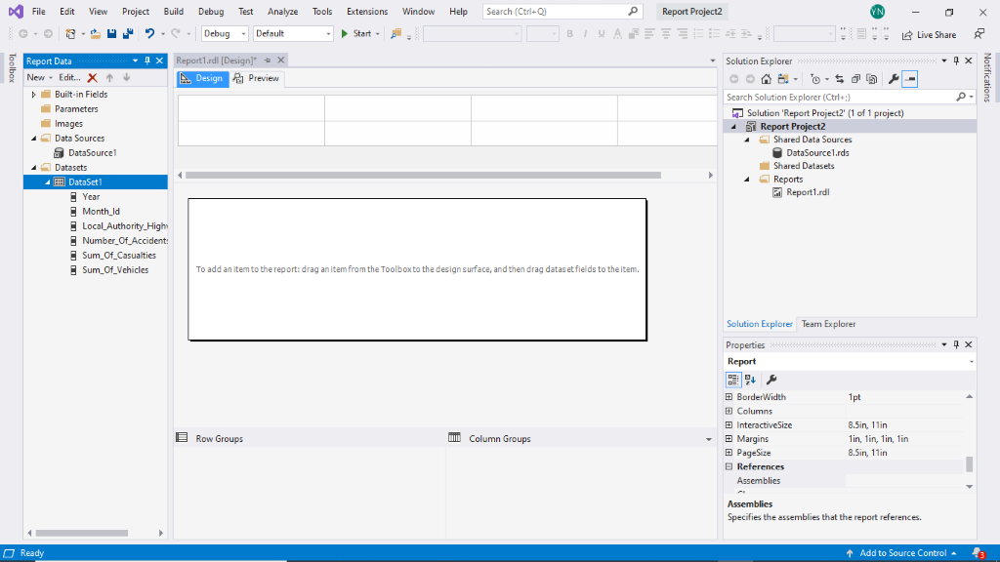 File Edit View Project Build Debug Test Analyze Tools Extensions Window Help Search (Ctrl+Q) Report Project2 YN
Debug Default Start Live Share
Toolbox
Report Data
New Edit...
Built-in Fields
Parameters
Images
Data Sources
DataSource1
Datasets
DataSet1
Year
Month_Id
Local_Authority_High
Number_Of_Accident
Sum_Of_Casualties
Sum_Of_Vehicles
Report1.rdl [Design]*
Design Preview
To add an item to the report: drag an item from the Toolbox to the design surface, and then drag dataset fields to the item.
Row Groups Column Groups
Solution Explorer
Search Solution Explorer (Ctrl+;)
Solution 'Report Project2' (1 of 1 project)
Report Project2
Shared Data Sources
DataSource1.rds
Shared Datasets
Reports
Report1.rdl
Solution Explorer Team Explorer
Notifications
Properties
Report
BorderWidth 1pt
Columns
InteractiveSize 8.5in, 11in
Margins 1in, 1in, 1in, 1in
PageSize 8.5in, 11in
References
Assemblies
Assemblies
Specifies the assemblies that the report references.
Ready Add to Source Control 3